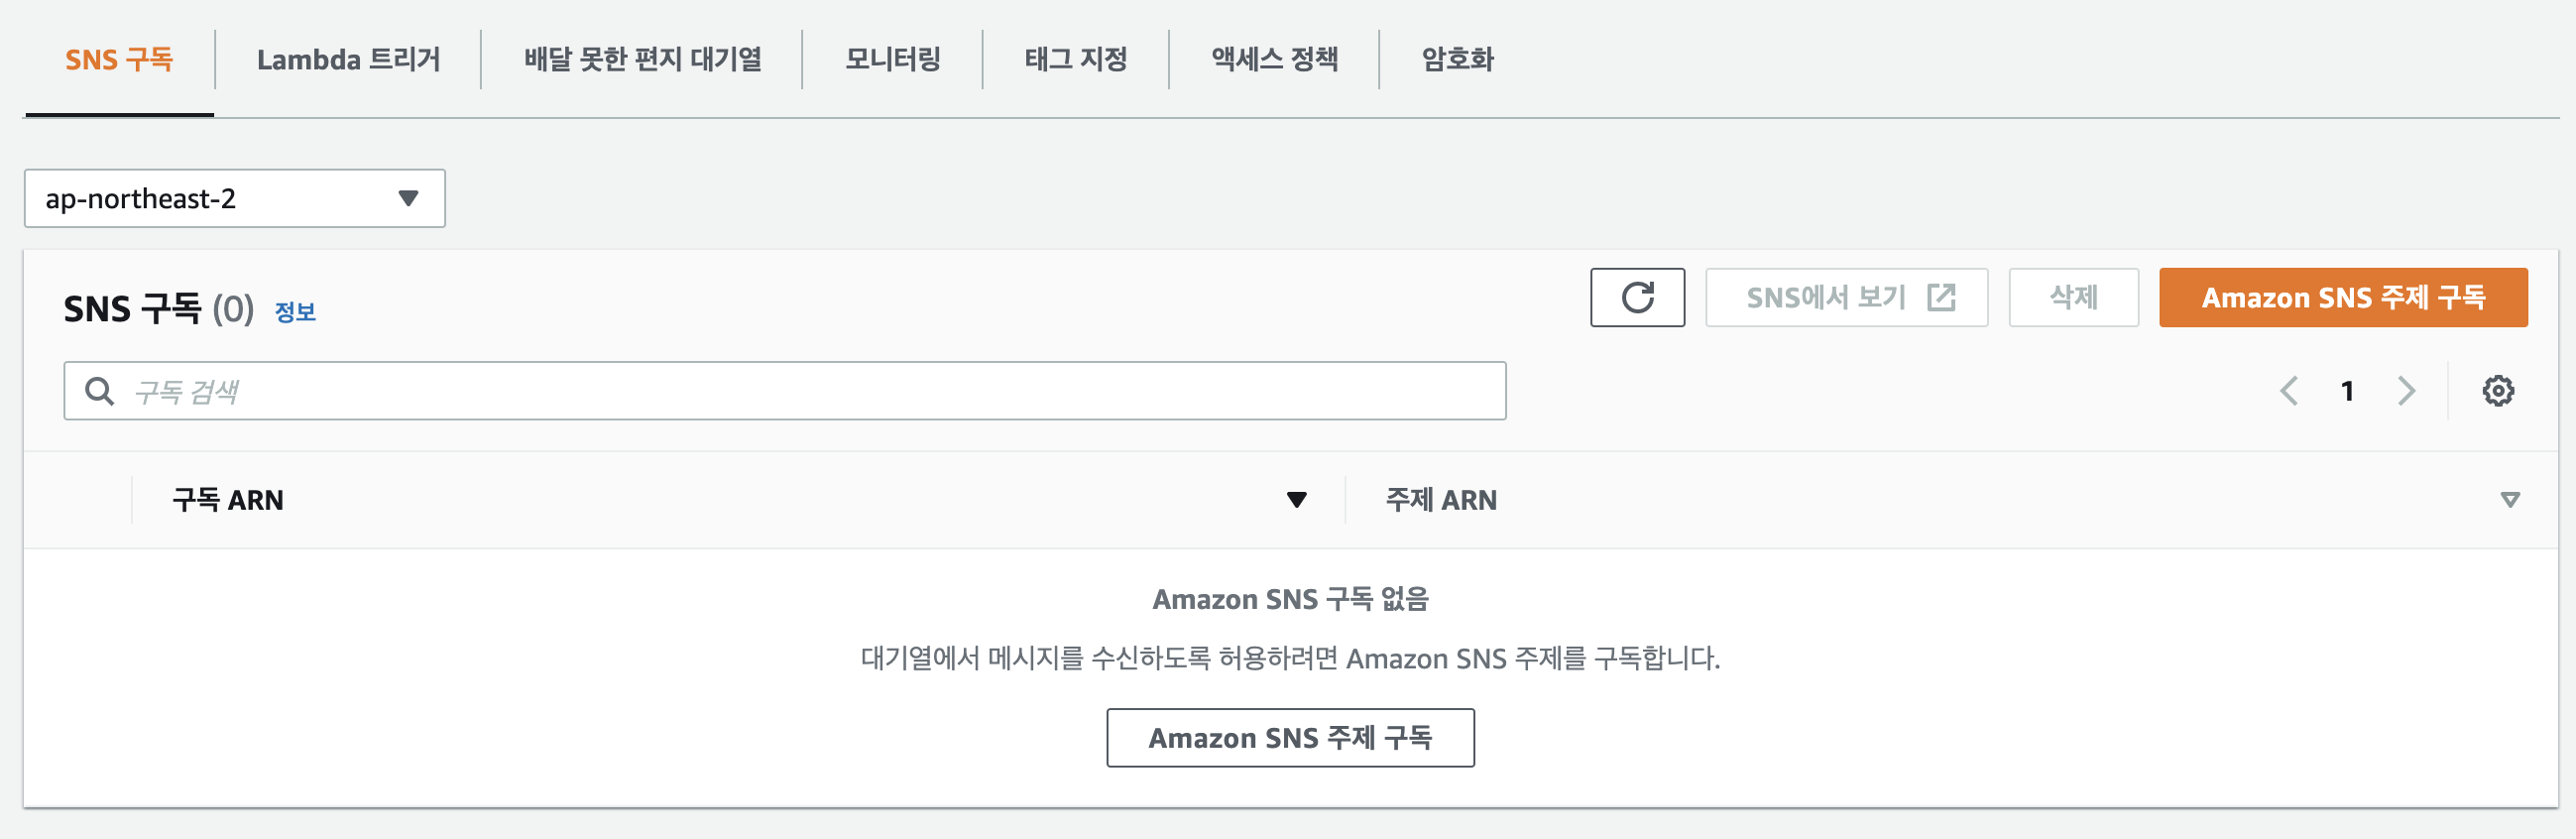 SNS 구독 Lambda 트리거 배달 못한 편지 대기열 모니터링 태그 지정 액세스 정책 암호화
ap-northeast-2
SNS 구독 (0) 정보 SNS에서 보기 삭제 Amazon SNS 주제 구독
구독 검색 1
구독 ARN 주제 ARN
Amazon SNS 구독 없음
대기열에서 메시지를 수신하도록 허용하려면 Amazon SNS 주제를 구독합니다.
Amazon SNS 주제 구독